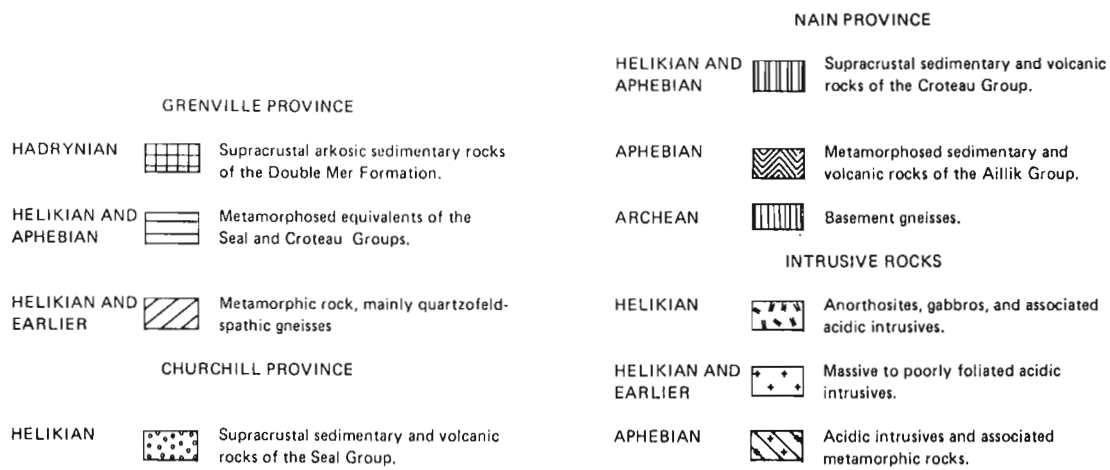 GRENVILLE PROVINCE
HADRYNIAN
Supracrustal arkosic sedimentary rocks
of the Double Mer Formation.
HELIKIAN AND
APHEBIAN
Metamorphosed equivalents of the
Seal and Croteau Groups.
HELIKIAN AND
EARLIER
Metamorphic rock, mainly quartzofeld-
spathic gneisses
CHURCHILL PROVINCE
HELIKIAN
Supracrustal sedimentary and volcanic
rocks of the Seal Group.
NAIN PROVINCE
HELIKIAN AND
APHEBIAN
Supracrustal sedimentary and volcanic
rocks of the Croteau Group.
APHEBIAN
Metamorphosed sedimentary and
volcanic rocks of the Aillik Group.
ARCHEAN
Basement gneisses.
INTRUSIVE ROCKS
HELIKIAN
Anorthosites, gabbros, and associated
acidic intrusives.
HELIKIAN AND
EARLIER
Massive to poorly foliated acidic
intrusives.
APHEBIAN
Acidic intrusives and associated
metamorphic rocks.